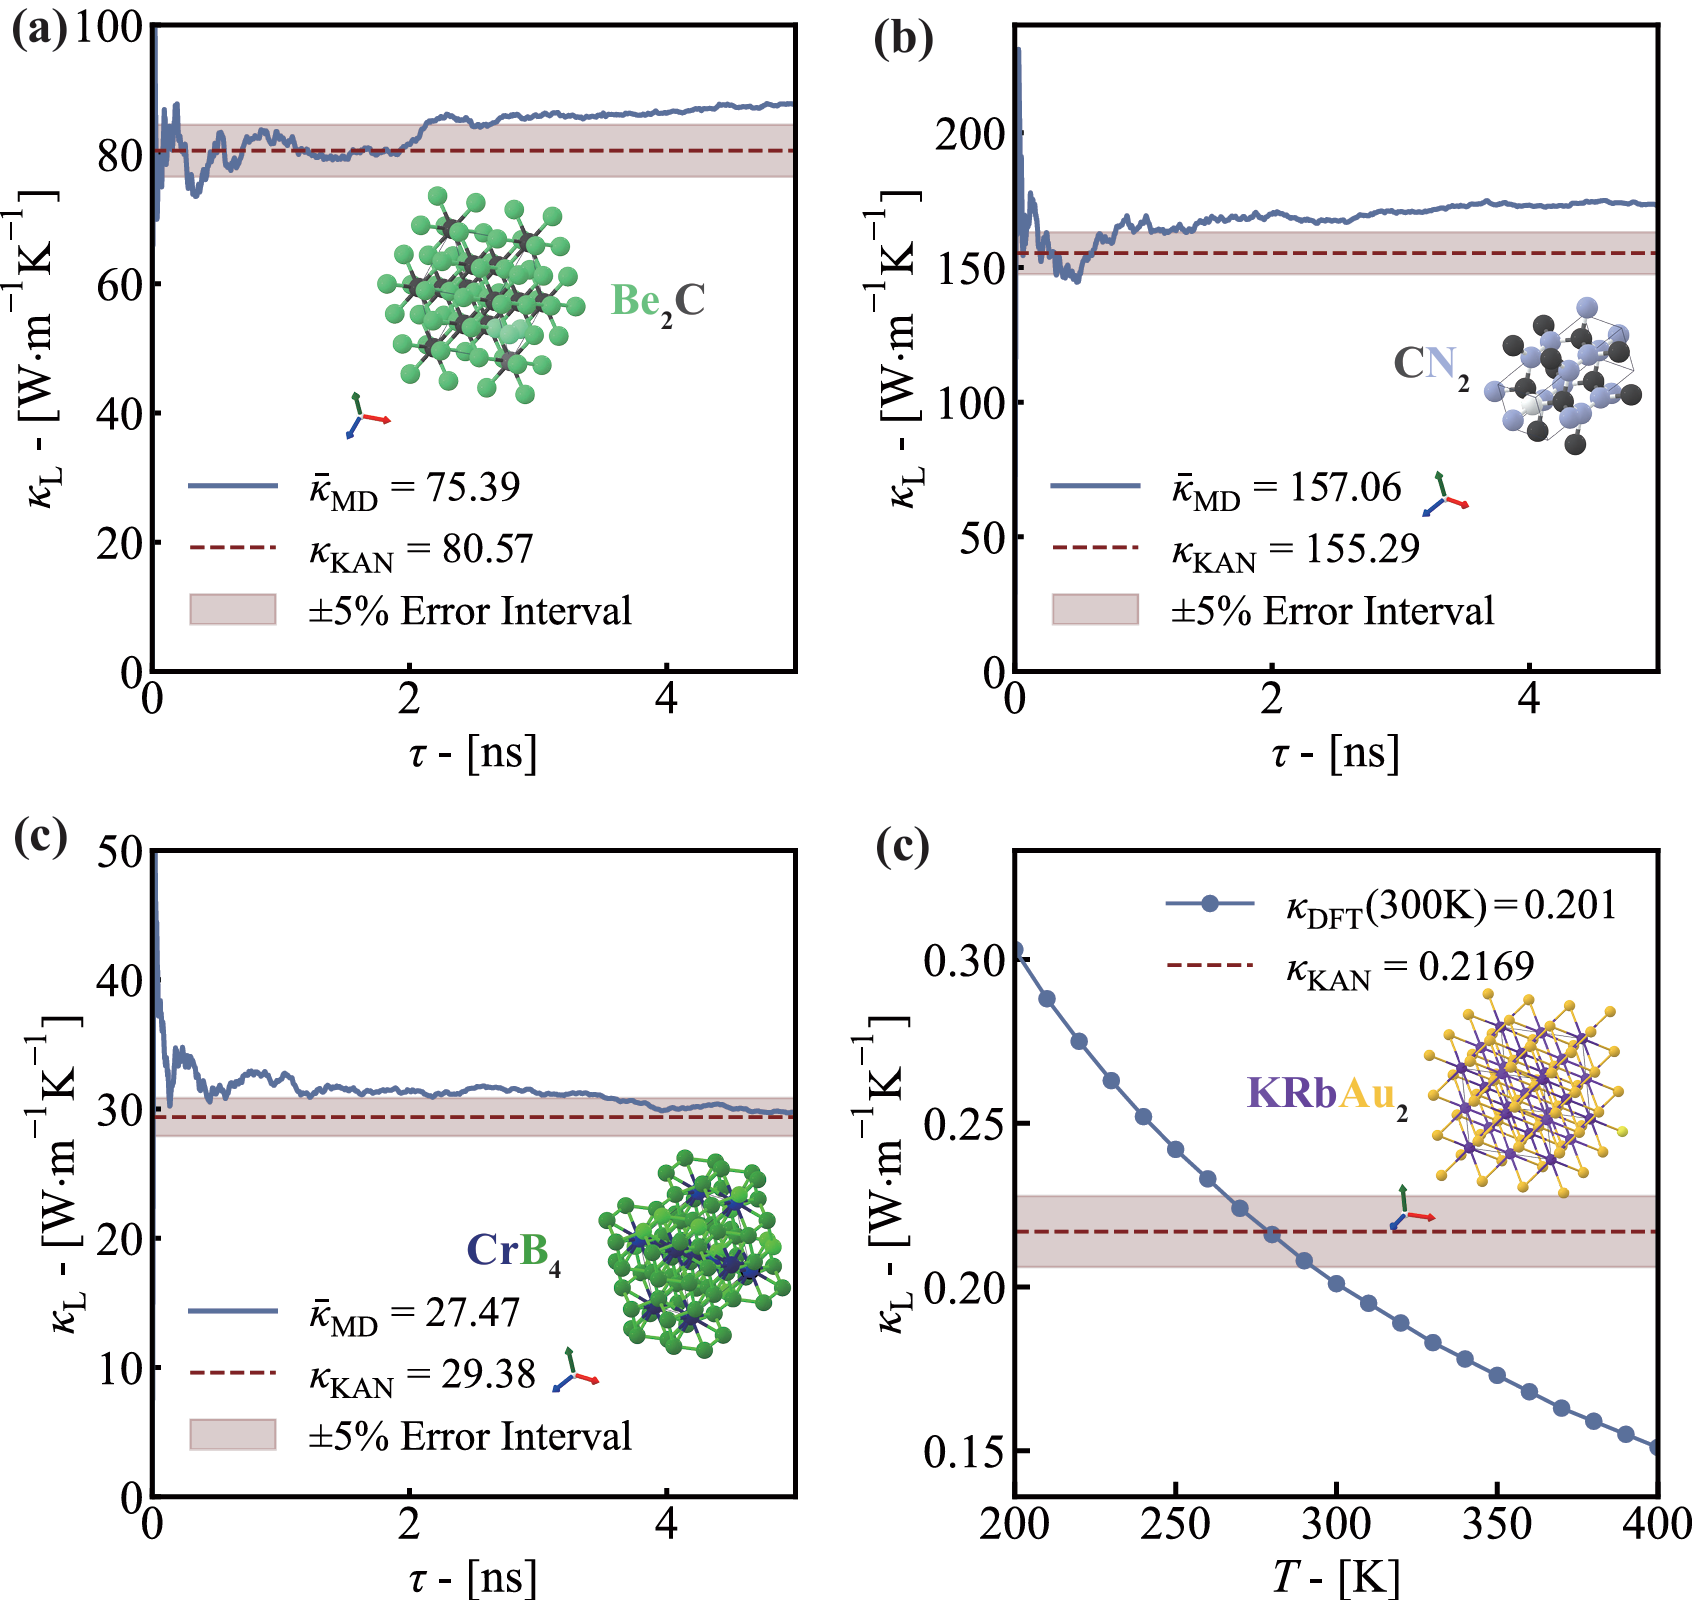 (a)
100
80
60
40
20
0
κL - [W·m−1K−1]
Be2C
κ̄MD = 75.39
κKAN = 80.57
±5% Error Interval
0 2 4
τ - [ns]
(b)
200
150
100
50
0
κL - [W·m−1K−1]
CN2
κ̄MD = 157.06
κKAN = 155.29
±5% Error Interval
0 2 4
τ - [ns]
(c)
50
40
30
20
10
0
κL - [W·m−1K−1]
CrB4
κ̄MD = 27.47
κKAN = 29.38
±5% Error Interval
0 2 4
τ - [ns]
(c)
κDFT(300K) = 0.201
κKAN = 0.2169
0.30
0.25
0.20
0.15
κL - [W·m−1K−1]
KRbAu2
200 250 300 350 400
T - [K]